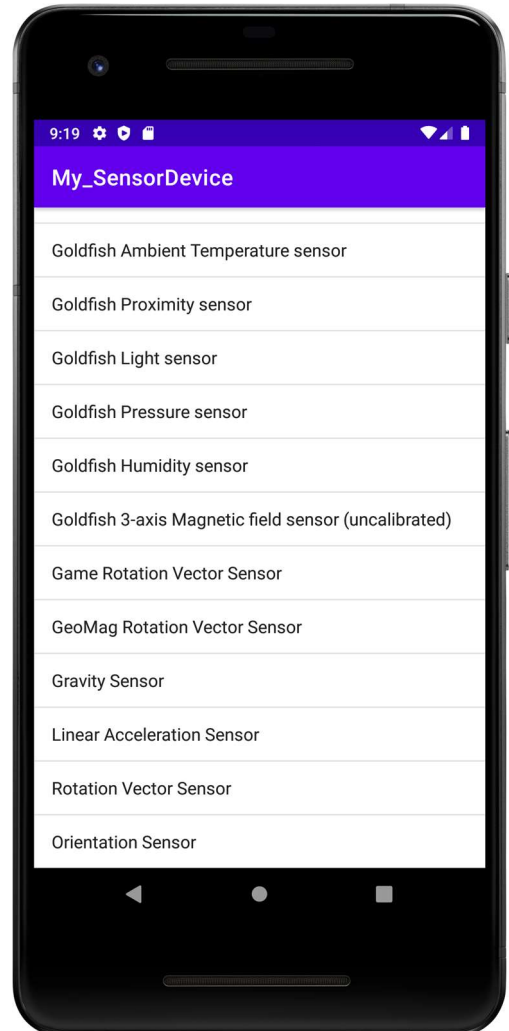 9:19
My_SensorDevice
Goldfish Ambient Temperature sensor
Goldfish Proximity sensor
Goldfish Light sensor
Goldfish Pressure sensor
Goldfish Humidity sensor
Goldfish 3-axis Magnetic field sensor (uncalibrated)
Game Rotation Vector Sensor
GeoMag Rotation Vector Sensor
Gravity Sensor
Linear Acceleration Sensor
Rotation Vector Sensor
Orientation Sensor